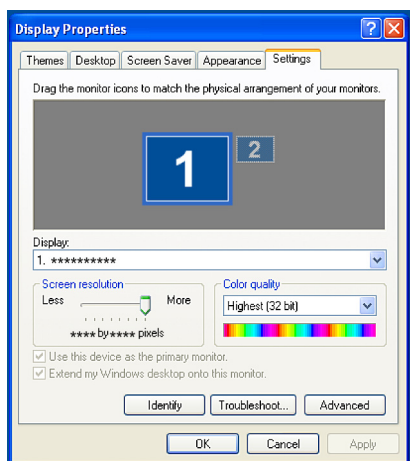 Display Properties
Themes Desktop Screen Saver Appearance Settings
Drag the monitor icons to match the physical arrangement of your monitors.
1 2
Display:
1. **********
Screen resolution
Less More
**** by **** pixels
Color quality
Highest (32 bit)
Use this device as the primary monitor.
Extend my Windows desktop onto this monitor.
Identify Troubleshoot... Advanced
OK Cancel Apply